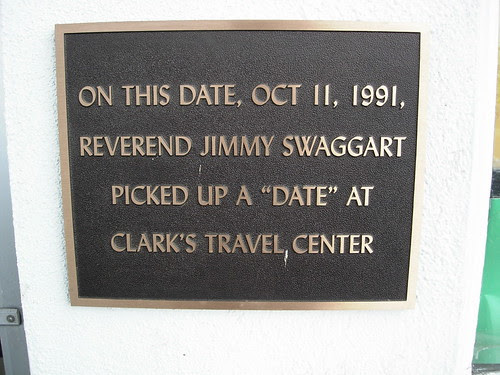 ON THIS DATE, OCT 11, 1991,
REVEREND JIMMY SWAGGART
PICKED UP A “DATE” AT
CLARK'S TRAVEL CENTER